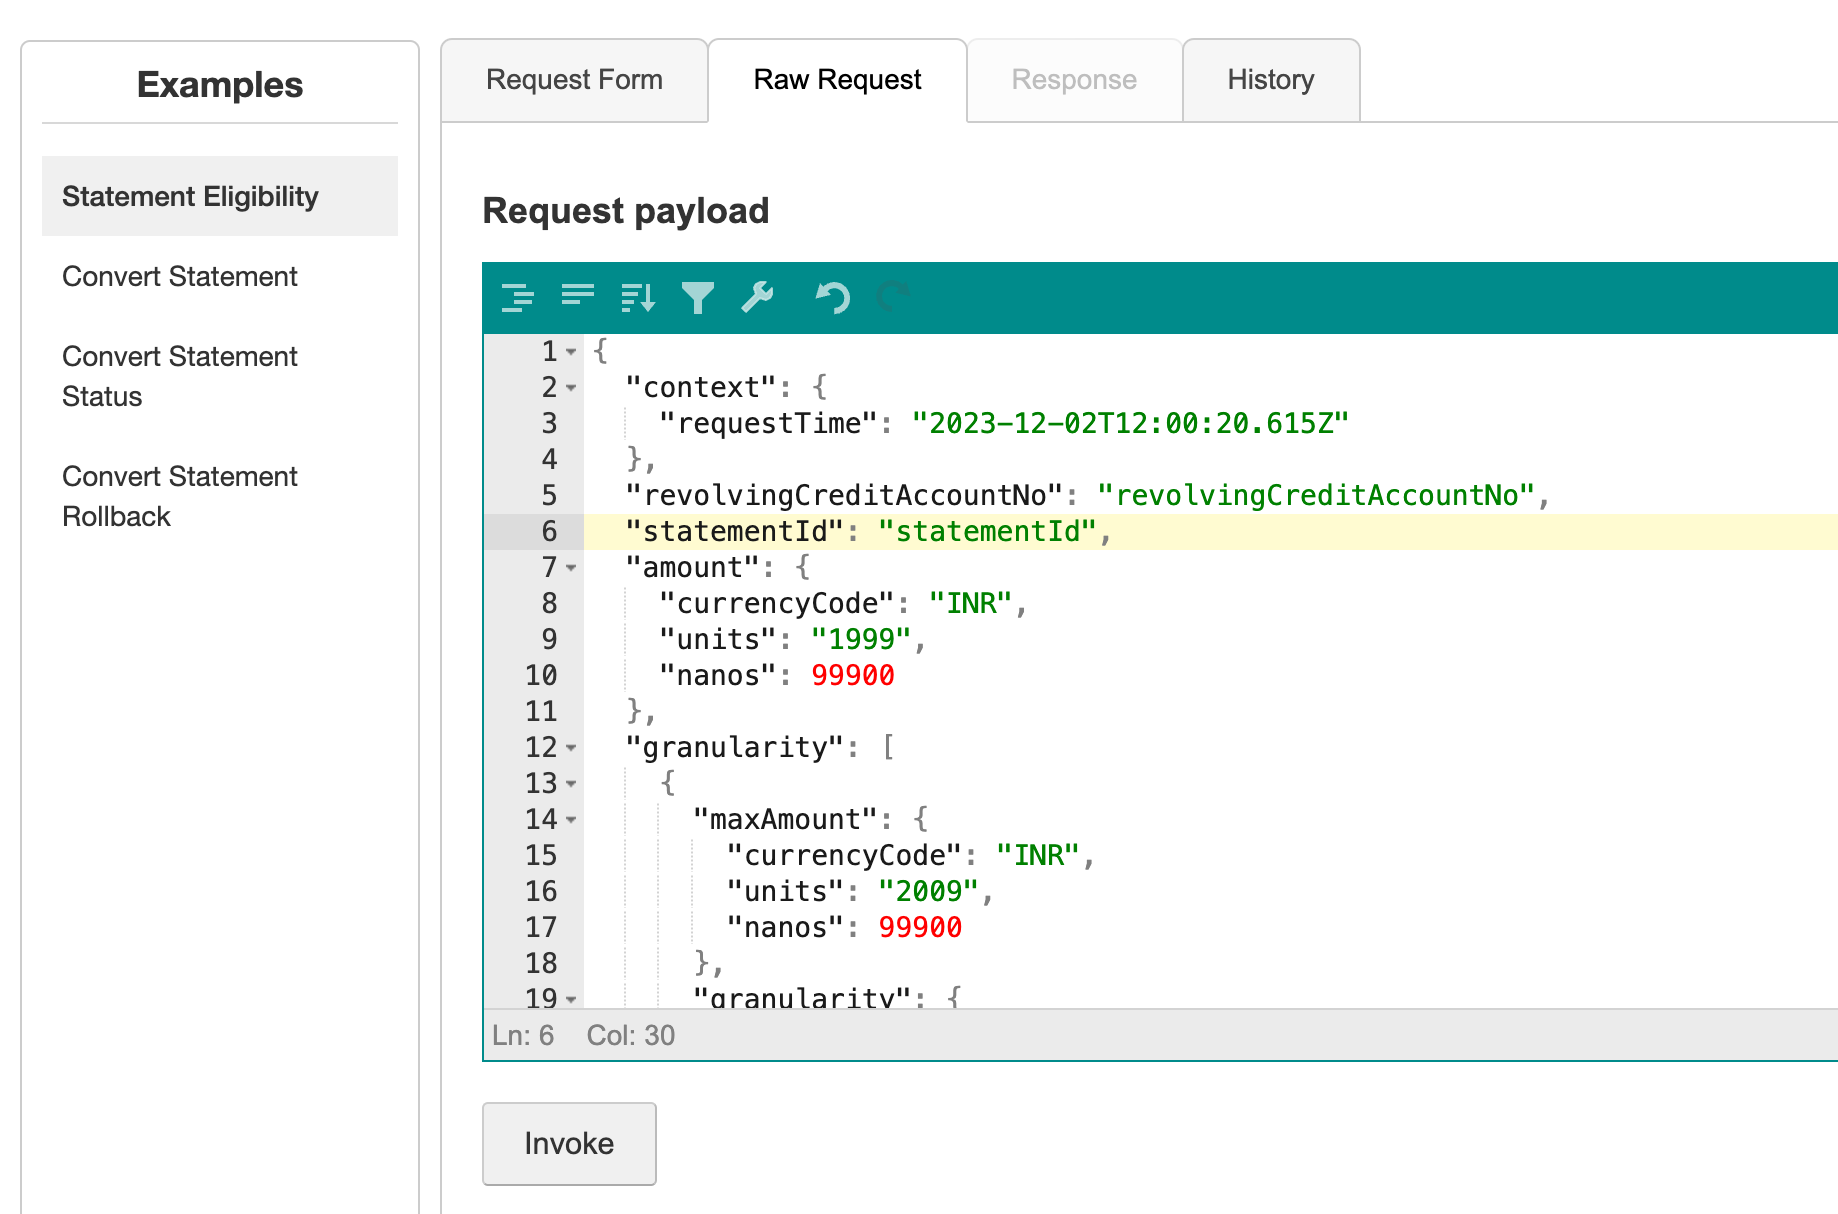 Examples
Statement Eligibility
Convert Statement
Convert Statement
Status
Convert Statement
Rollback
Request Form
Raw Request
Response
History
Request payload
1 {
2 "context": {
3 "requestTime": "2023-12-02T12:00:20.615Z"
4 },
5 "revolvingCreditAccountNo": "revolvingCreditAccountNo",
6 "statementId": "statementId",
7 "amount": {
8 "currencyCode": "INR",
9 "units": "1999",
10 "nanos": 99900
11 },
12 "granularity": [
13 {
14 "maxAmount": {
15 "currencyCode": "INR",
16 "units": "2009",
17 "nanos": 99900
18 },
19 "granularity": {
Ln: 6 Col: 30
Invoke